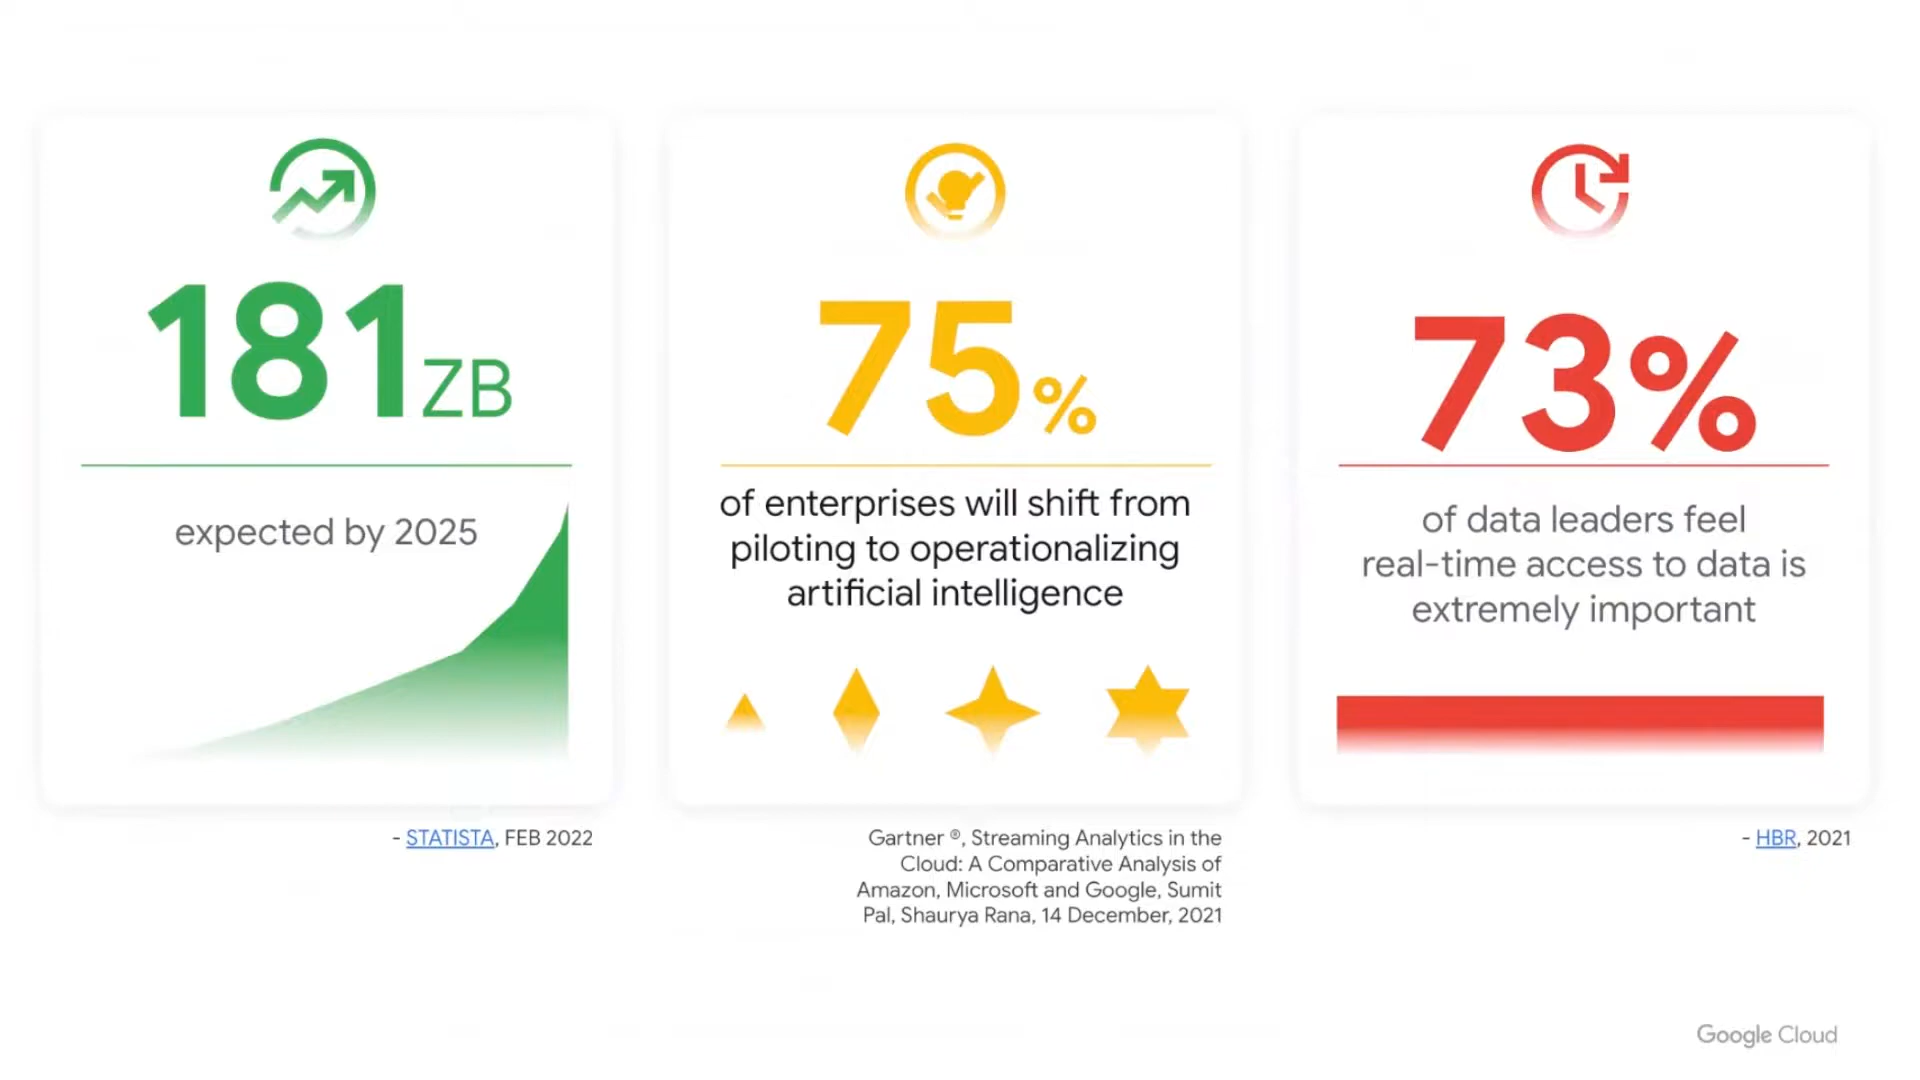 181 ZB
expected by 2025
- STATISTA, FEB 2022
75%
of enterprises will shift from
piloting to operationalizing
artificial intelligence
Gartner ®, Streaming Analytics in the
Cloud: A Comparative Analysis of
Amazon, Microsoft and Google, Sumit
Pal, Shaurya Rana, 14 December, 2021
73%
of data leaders feel
real-time access to data is
extremely important
- HBR, 2021
Google Cloud